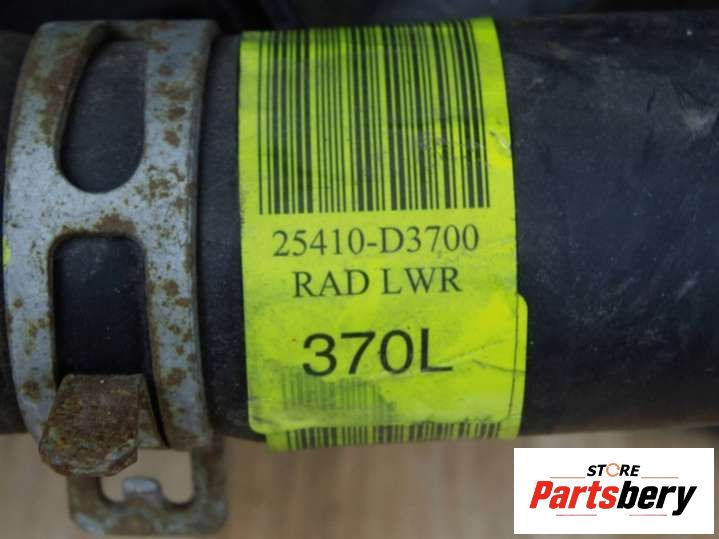 25410-D3700
RAD LWR
370L
STORE
Partsbery